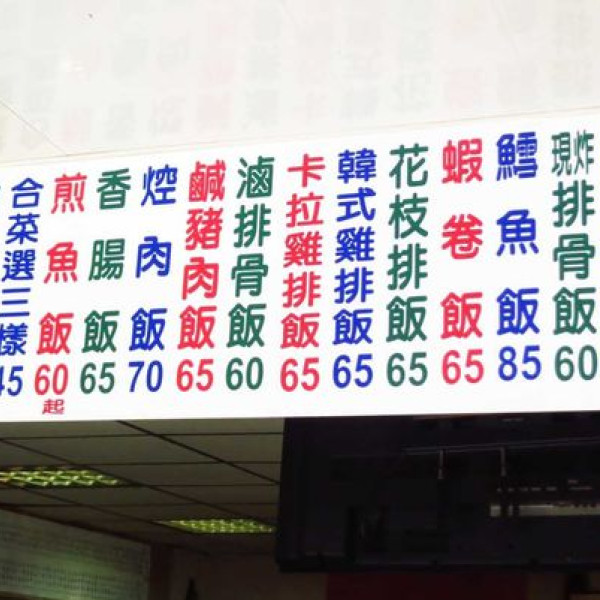 現炸排骨飯60
鱈魚飯85
蝦卷飯65
花枝排飯65
韓式雞排飯65
卡拉雞排飯65
滷排骨飯60
鹹豬肉飯65
焢肉飯70
香腸飯65
煎魚飯60起
合菜選三樣45